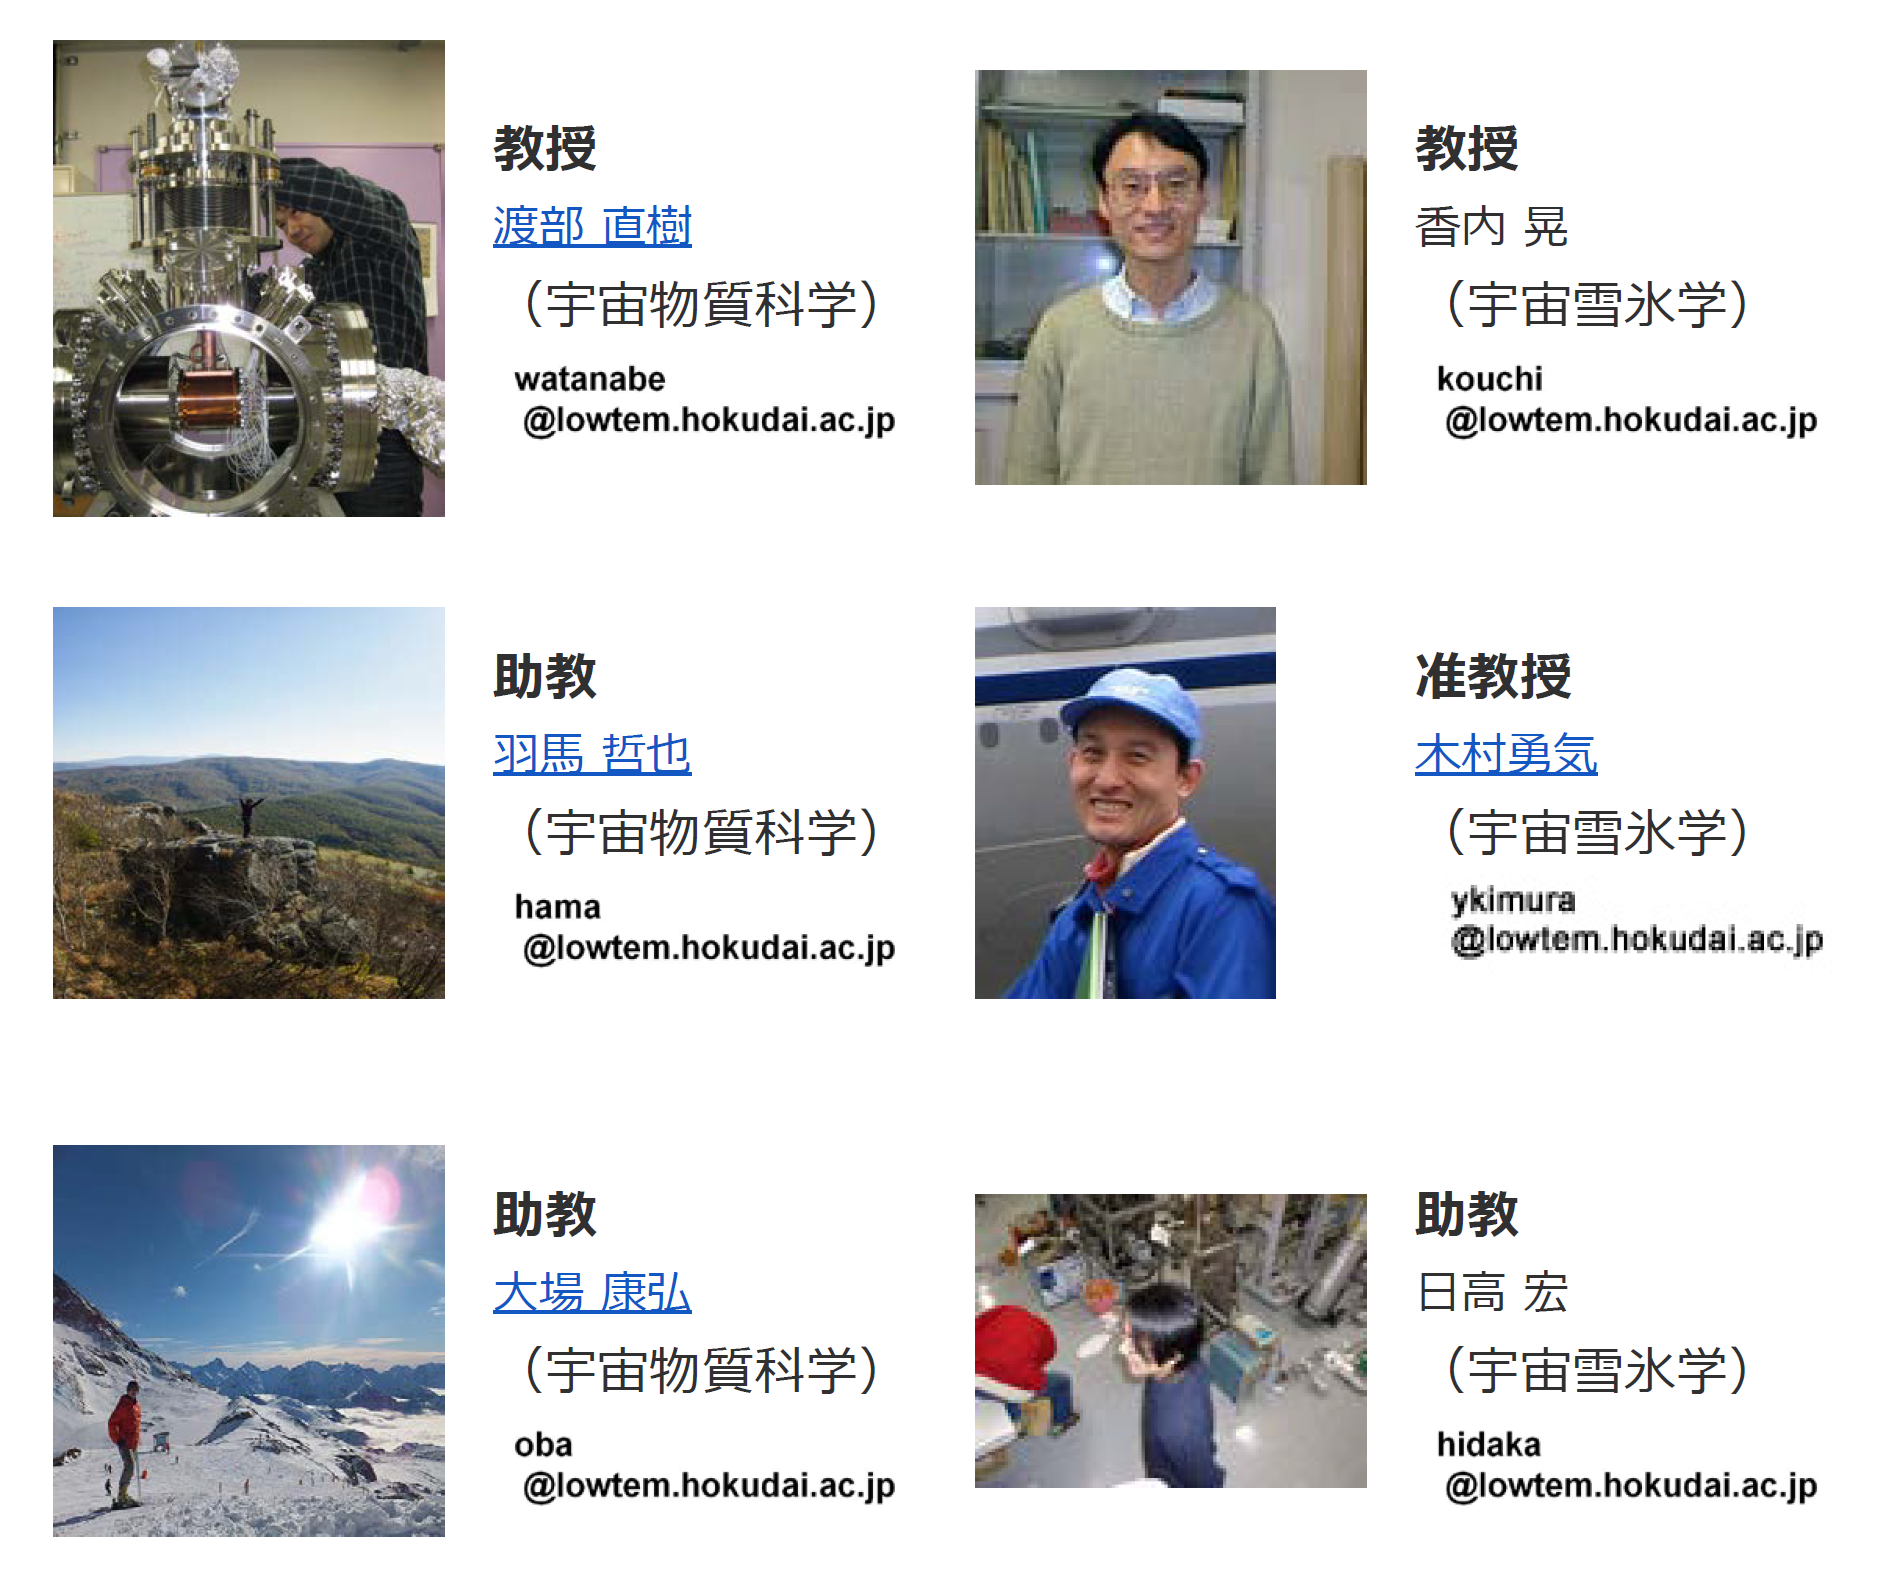 教授
渡部 直樹
（宇宙物質科学）
watanabe
@lowtem.hokudai.ac.jp
教授
香内 晃
（宇宙雪氷学）
kouchi
@lowtem.hokudai.ac.jp
助教
羽馬 哲也
（宇宙物質科学）
hama
@lowtem.hokudai.ac.jp
准教授
木村勇気
（宇宙雪氷学）
ykimura
@lowtem.hokudai.ac.jp
助教
大場 康弘
（宇宙物質科学）
oba
@lowtem.hokudai.ac.jp
助教
日高 宏
（宇宙雪氷学）
hidaka
@lowtem.hokudai.ac.jp